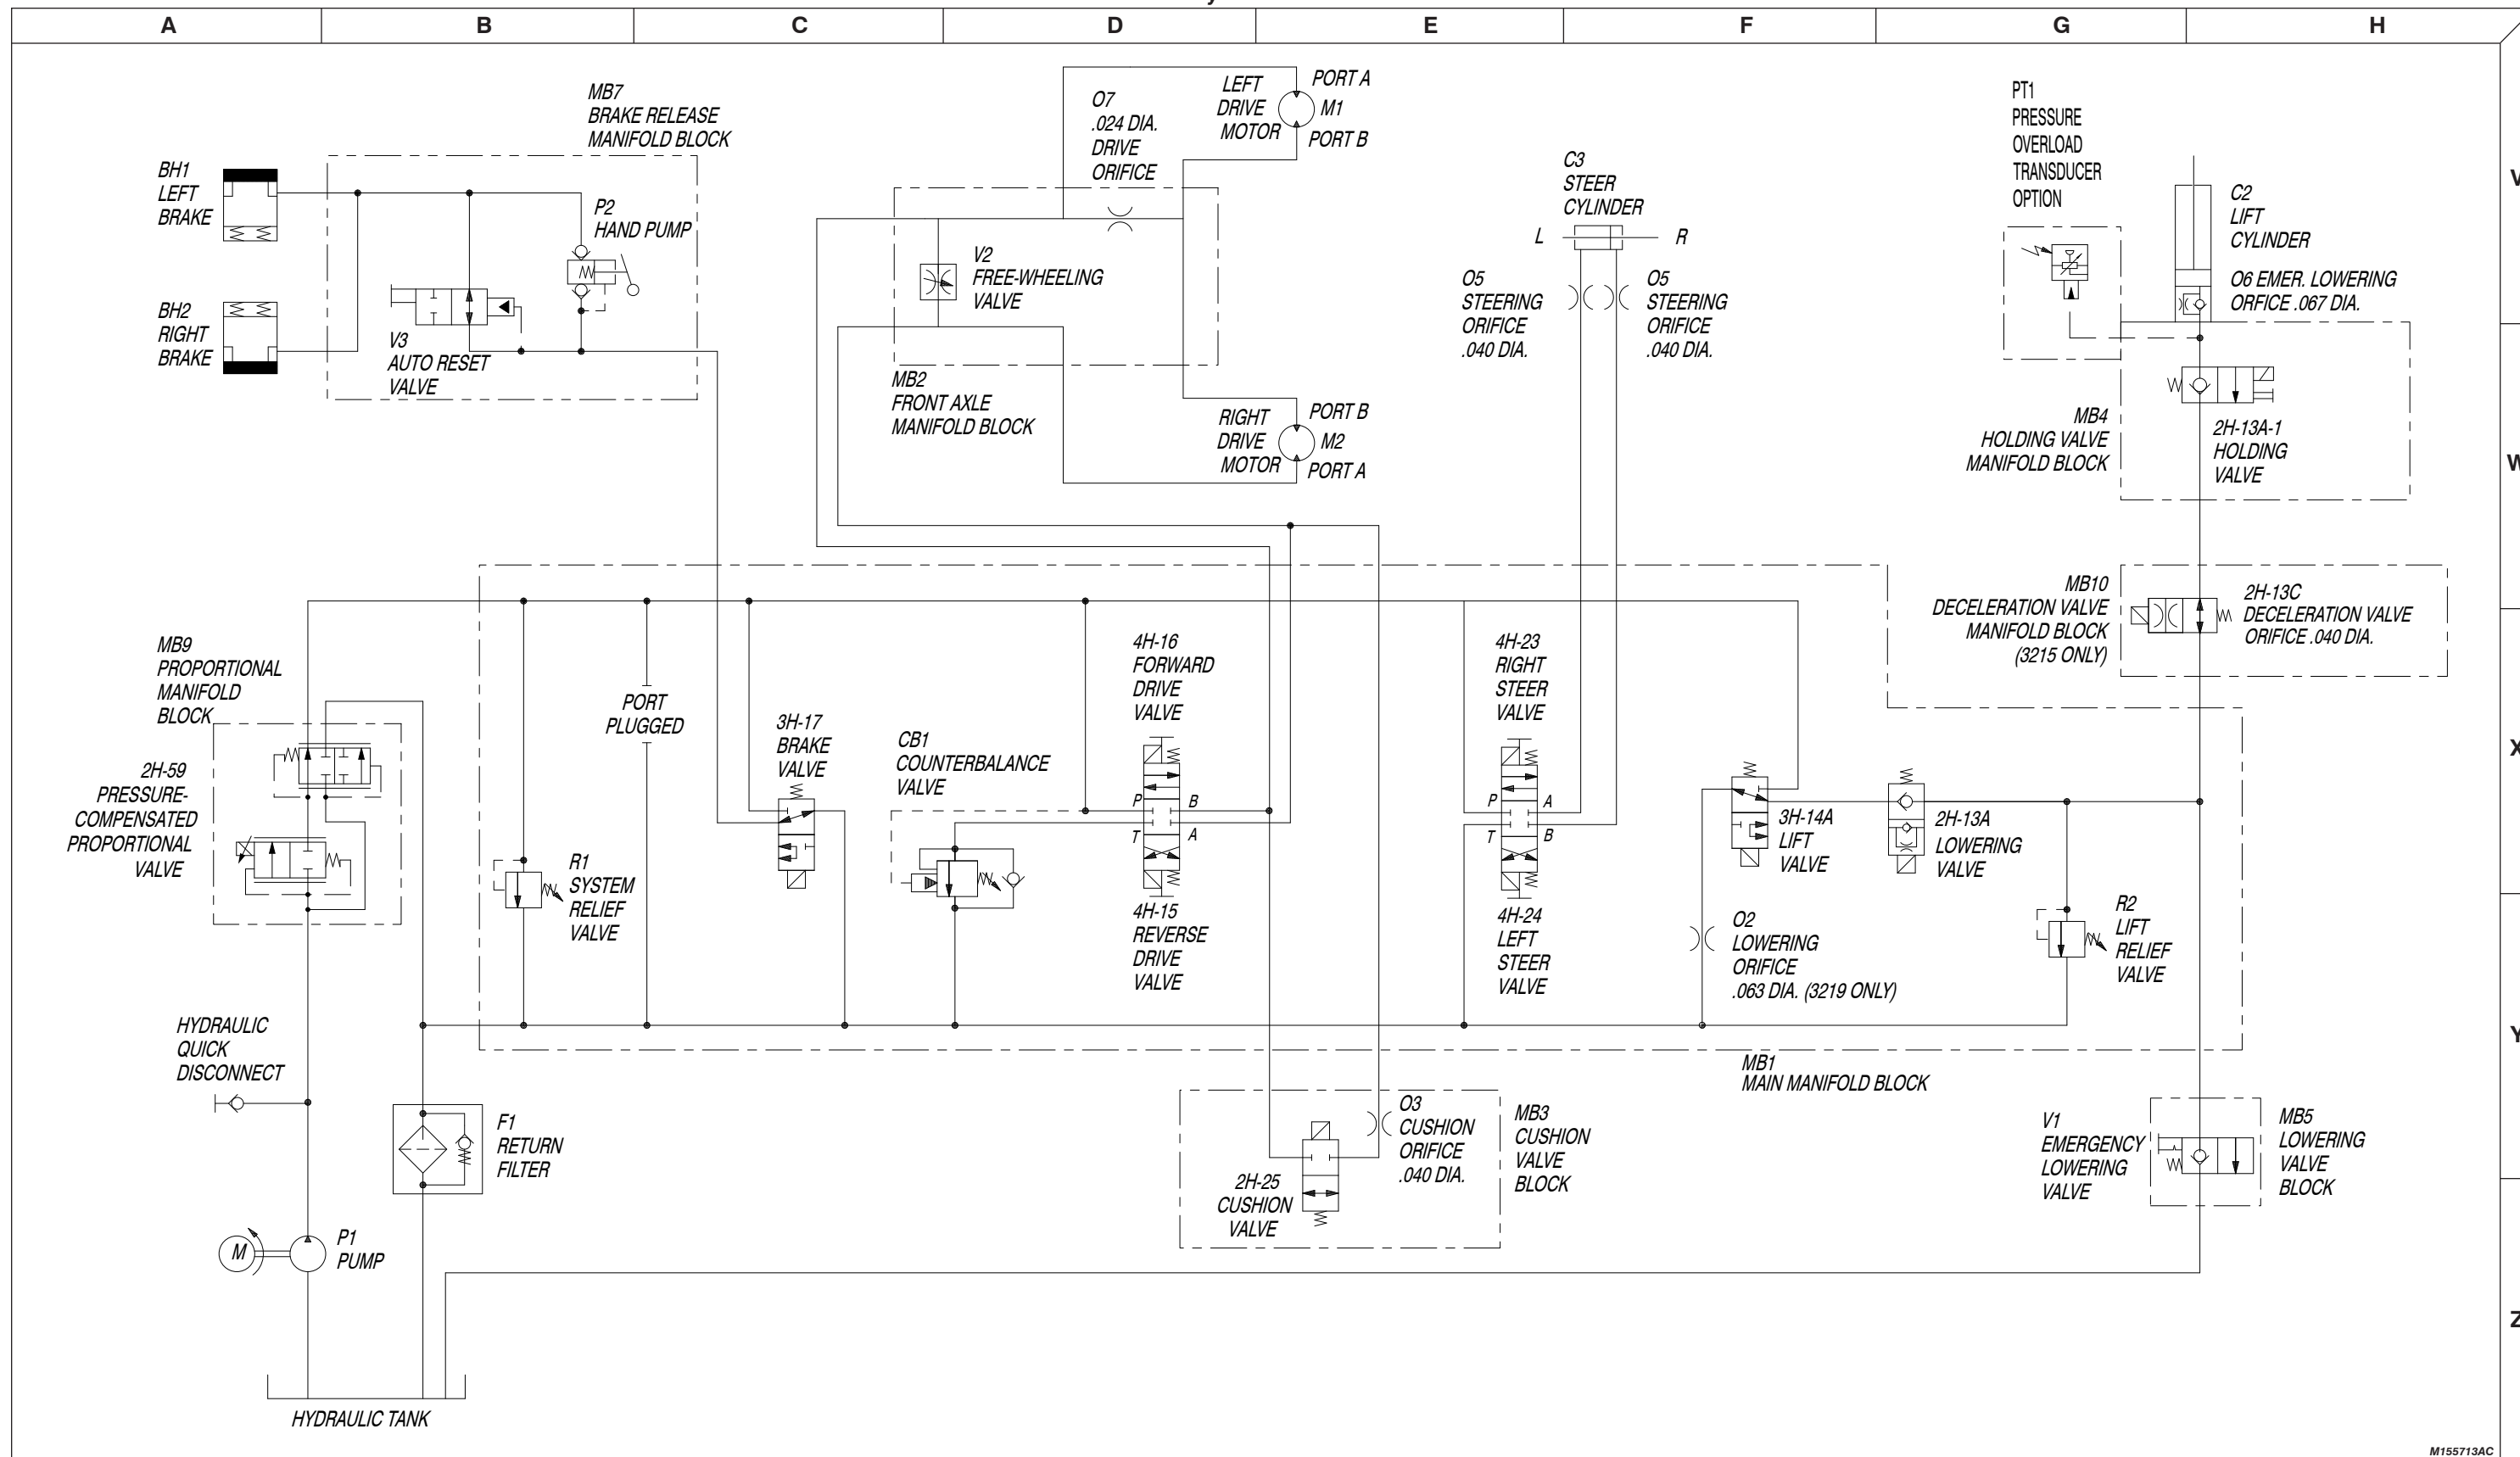 A
B
C
D
E
F
G
H
MB7
BRAKE RELEASE
MANIFOLD BLOCK
BH1
LEFT
BRAKE
P2
HAND PUMP
BH2
RIGHT
BRAKE
V3
AUTO RESET
VALVE
O7
.024 DIA.
DRIVE
ORIFICE
LEFT
DRIVE
MOTOR
PORT A
M1
PORT B
V2
FREE-WHEELING
VALVE
MB2
FRONT AXLE
MANIFOLD BLOCK
RIGHT
DRIVE
MOTOR
PORT B
M2
PORT A
C3
STEER
CYLINDER
L
R
O5
STEERING
ORIFICE
.040 DIA.
O5
STEERING
ORIFICE
.040 DIA.
PT1
PRESSURE
OVERLOAD
TRANSDUCER
OPTION
C2
LIFT
CYLINDER
O6 EMER. LOWERING
ORFICE .067 DIA.
MB4
HOLDING VALVE
MANIFOLD BLOCK
2H-13A-1
HOLDING
VALVE
V
W
MB10
DECELERATION VALVE
MANIFOLD BLOCK
(3215 ONLY)
2H-13C
DECELERATION VALVE
ORIFICE .040 DIA.
MB9
PROPORTIONAL
MANIFOLD
BLOCK
2H-59
PRESSURE-
COMPENSATED
PROPORTIONAL
VALVE
PORT
PLUGGED
R1
SYSTEM
RELIEF
VALVE
3H-17
BRAKE
VALVE
CB1
COUNTERBALANCE
VALVE
4H-16
FORWARD
DRIVE
VALVE
P
B
T
A
4H-15
REVERSE
DRIVE
VALVE
4H-23
RIGHT
STEER
VALVE
P
A
T
B
4H-24
LEFT
STEER
VALVE
3H-14A
LIFT
VALVE
2H-13A
LOWERING
VALVE
O2
LOWERING
ORIFICE
.063 DIA. (3219 ONLY)
R2
LIFT
RELIEF
VALVE
X
Y
HYDRAULIC
QUICK
DISCONNECT
F1
RETURN
FILTER
M
P1
PUMP
HYDRAULIC TANK
O3
CUSHION
ORIFICE
.040 DIA.
2H-25
CUSHION
VALVE
MB3
CUSHION
VALVE
BLOCK
MB1
MAIN MANIFOLD BLOCK
V1
EMERGENCY
LOWERING
VALVE
MB5
LOWERING
VALVE
BLOCK
Z
M155713AC